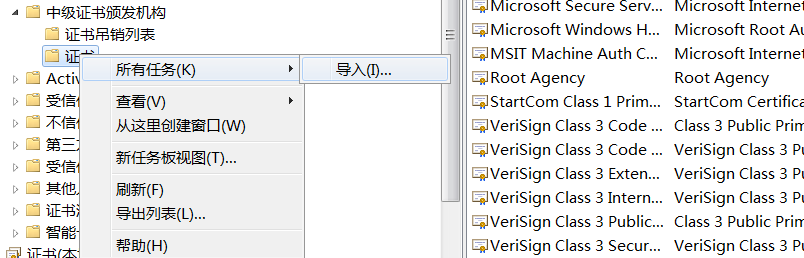 中级证书颁发机构
证书吊销列表
证书
Activ
受信
不信
第三
受信
其他
证书
智能
证书(本
所有任务(K)
导入(I)...
查看(V)
从这里创建窗口(W)
新任务板视图(T)...
刷新(F)
导出列表(L)...
帮助(H)
Microsoft Secure Serv... Microsoft Internet
Microsoft Windows H... Microsoft Root Au
MSIT Machine Auth C... Microsoft Internet
Root Agency Root Agency
StartCom Class 1 Prim... StartCom Certifica
VeriSign Class 3 Code ... Class 3 Public Prim
VeriSign Class 3 Code ... VeriSign Class 3 Pu
VeriSign Class 3 Exten... VeriSign Class 3 Pu
VeriSign Class 3 Intern... VeriSign Class 3 Pu
VeriSign Class 3 Public... Class 3 Public Prim
VeriSign Class 3 Secur... VeriSign Class 3 Pu